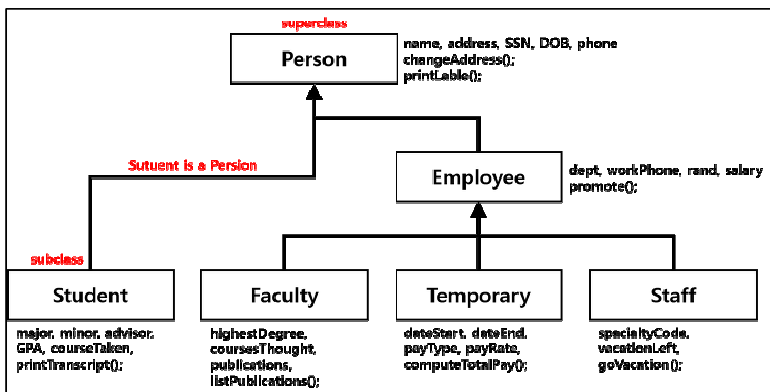 superclass
Person
name, address, SSN, DOB, phone
changeAddress();
printLable();
Sutuent is a Persion
Employee
dept, workPhone, rand, salary
promote();
subclass
Student
major, minor, advisor,
GPA, courseTaken,
printTranscript();
Faculty
highestDegree,
coursesThought,
publications,
listPublications();
Temporary
dateStart, dateEnd,
payType, payRate,
computeTotalPay();
Staff
specialtyCode,
vacationLeft,
goVacation();